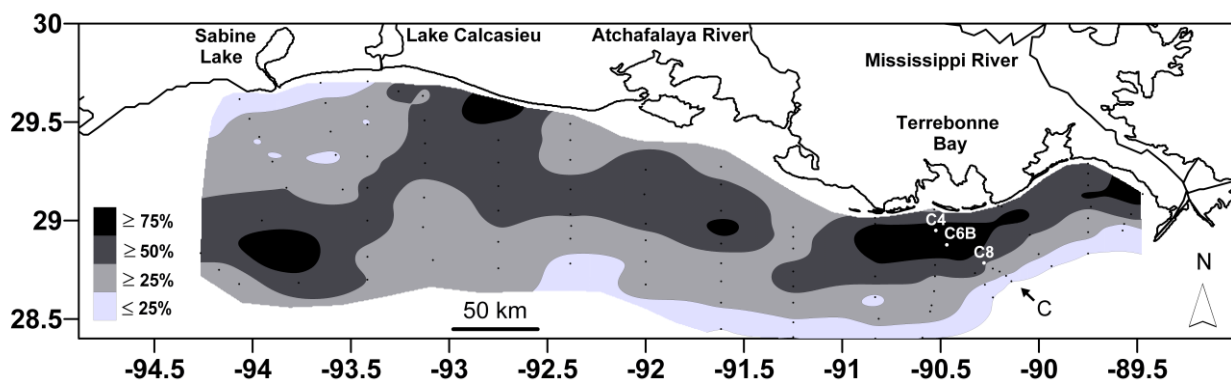 30
29.5
29
28.5
Sabine
Lake
Lake Calcasieu
Atchafalaya River
Mississippi River
Terrebonne
Bay
C4
C6B
C8
C
N
≥ 75%
≥ 50%
≥ 25%
≤ 25%
50 km
-94.5 -94 -93.5 -93 -92.5 -92 -91.5 -91 -90.5 -90 -89.5